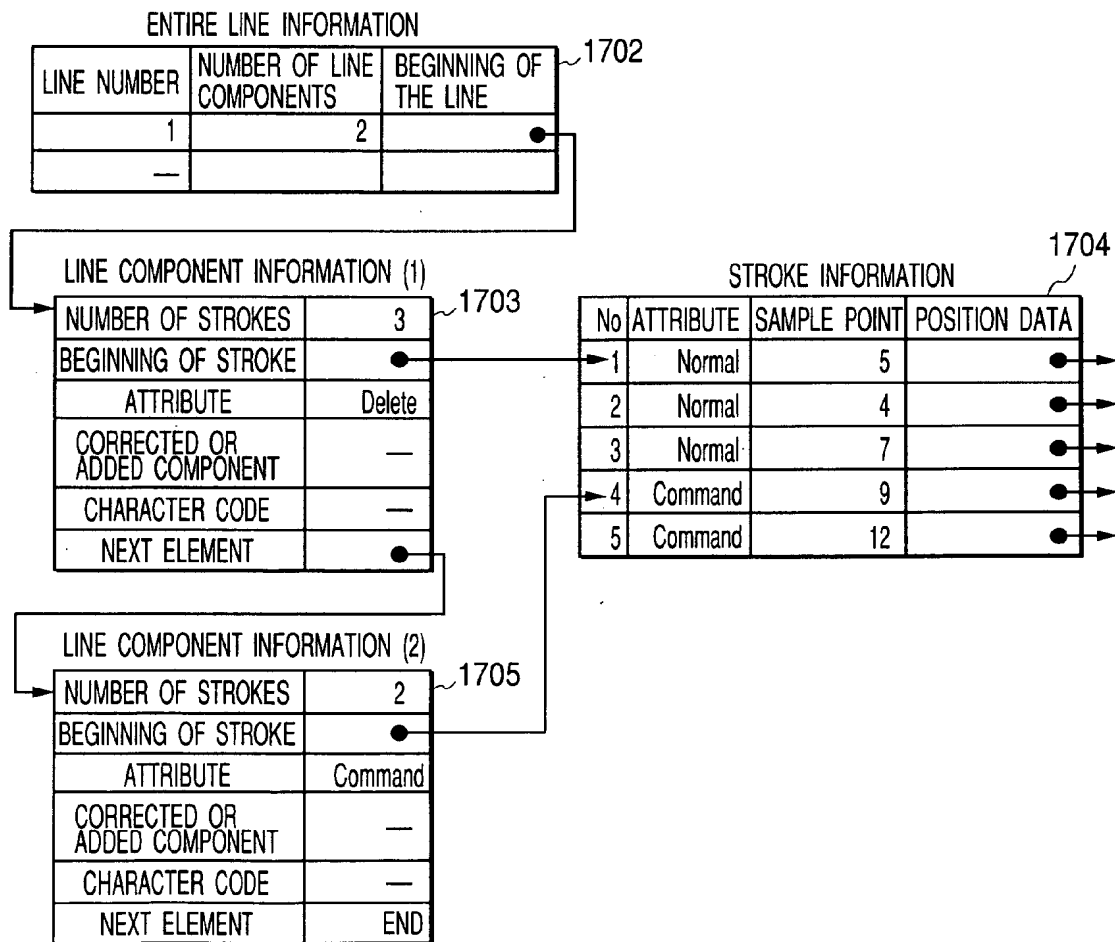 ENTIRE LINE INFORMATION
1702
LINE NUMBER NUMBER OF LINE COMPONENTS BEGINNING OF THE LINE
1 2
—
LINE COMPONENT INFORMATION (1)
1703
NUMBER OF STROKES 3
BEGINNING OF STROKE
ATTRIBUTE Delete
CORRECTED OR
ADDED COMPONENT —
CHARACTER CODE —
NEXT ELEMENT
STROKE INFORMATION
1704
No ATTRIBUTE SAMPLE POINT POSITION DATA
1 Normal 5
2 Normal 4
3 Normal 7
4 Command 9
5 Command 12
LINE COMPONENT INFORMATION (2)
1705
NUMBER OF STROKES 2
BEGINNING OF STROKE
ATTRIBUTE Command
CORRECTED OR
ADDED COMPONENT —
CHARACTER CODE —
NEXT ELEMENT END